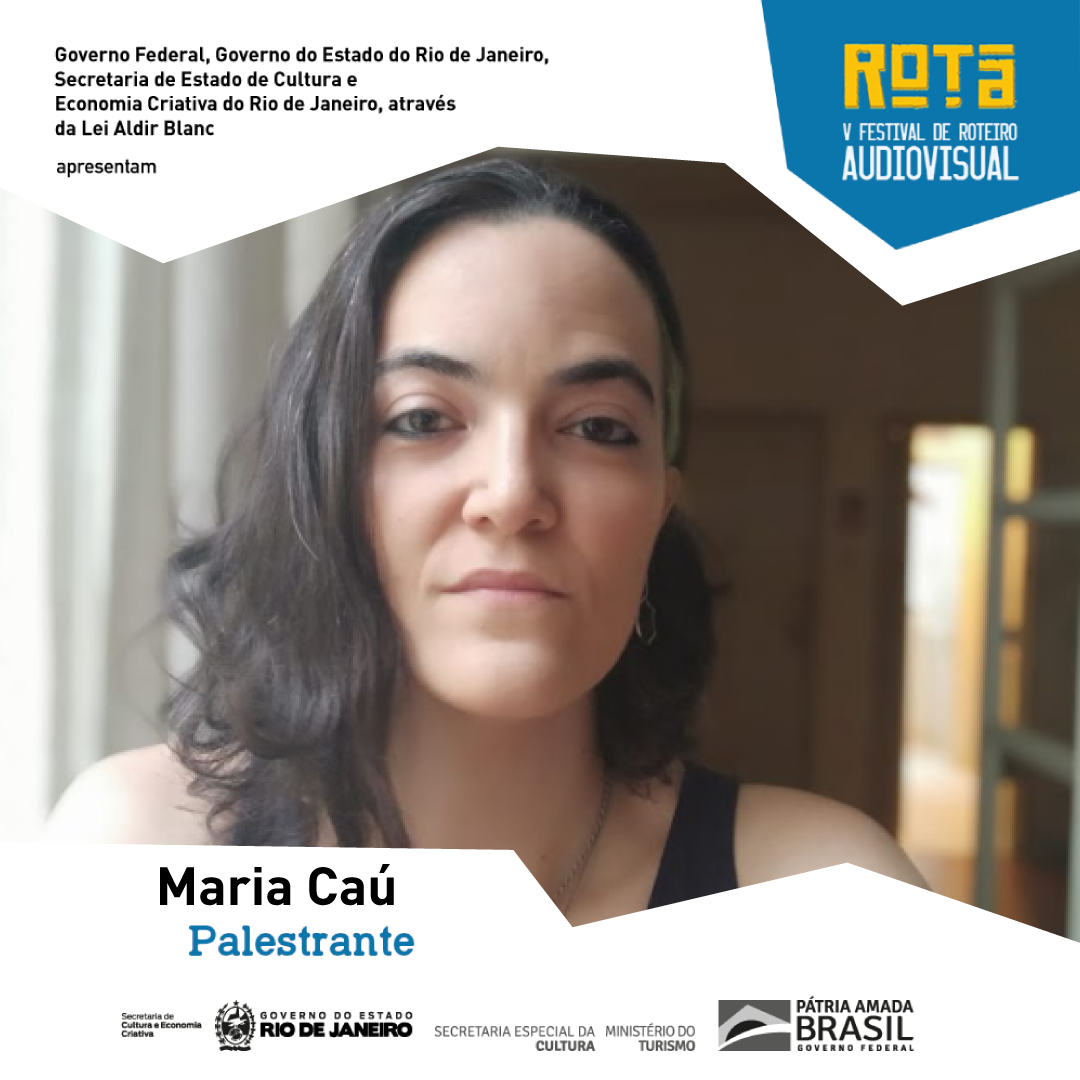 Governo Federal, Governo do Estado do Rio de Janeiro,
Secretaria de Estado de Cultura e
Economia Criativa do Rio de Janeiro, através
da Lei Aldir Blanc
apresentam
ROTA
V FESTIVAL DE ROTEIRO
AUDIOVISUAL
Maria Caú
Palestrante
Secretaria de
Cultura e Economia
Criativa
GOVERNO DO ESTADO
RIO DE JANEIRO
SECRETARIA ESPECIAL DA
CULTURA
MINISTÉRIO DO
TURISMO
PÁTRIA AMADA
BRASIL
GOVERNO FEDERAL